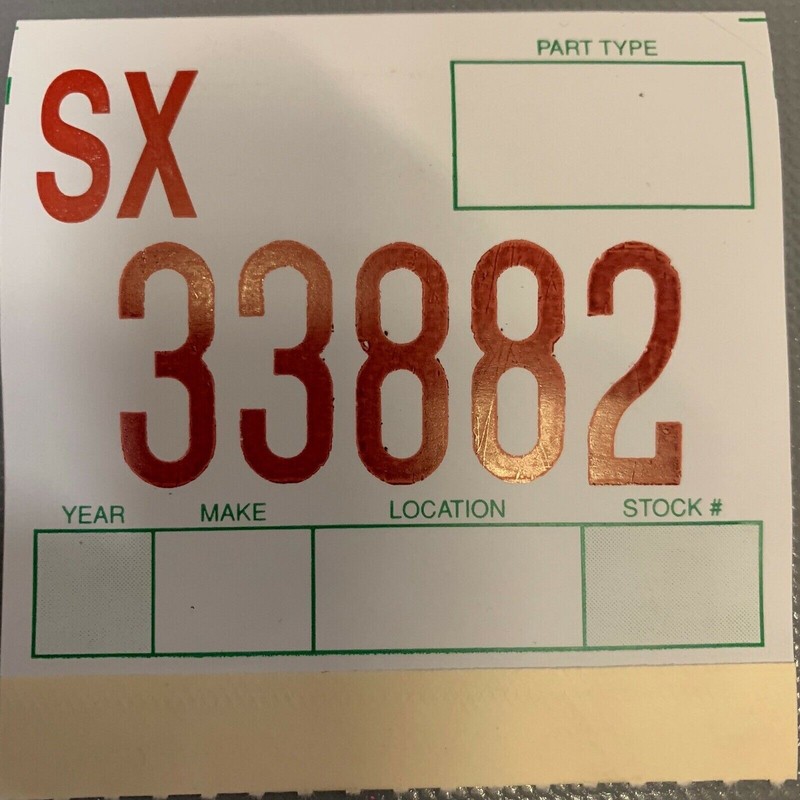 PART TYPE
SX
33882
YEAR MAKE LOCATION STOCK #